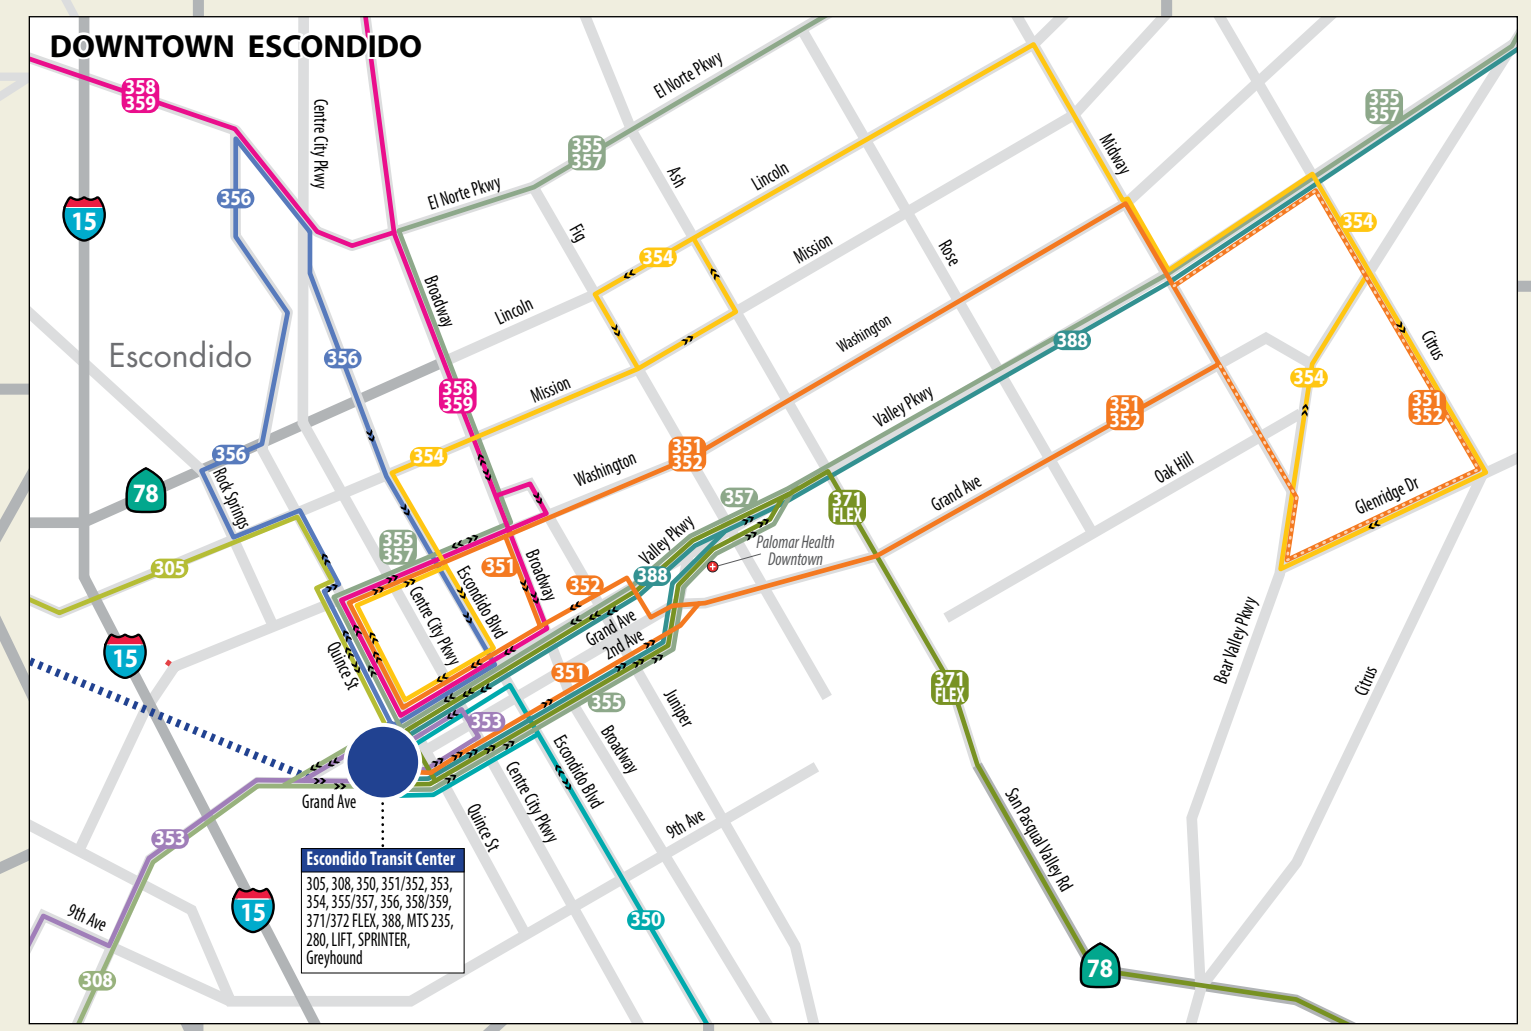 DOWNTOWN ESCONDIDO
El Norte Pkwy
358
359
355
357
Centre City Pkwy
355
357
Midway
Ash
Lincoln
El Norte Pkwy
356
15
354
Fig
Mission
Rose
354
Broadway
Lincoln
Washington
388
Citrus
Escondido
356
Mission
358
359
Valley Pkwy
354
351
352
351
352
356
354
Washington
351
352
Oak Hill
78
Rock Springs
357
Grand Ave
Glenridge Dr
371
FLEX
355
357
Valley Pkwy
Palomar Health
Downtown
305
351
Broadway
352
388
Escondido Blvd
Centre City Pkwy
Grand Ave
2nd Ave
15
Quince St
Bear Valley Pkwy
351
355
371
FLEX
Citrus
Juniper
353
Broadway
Escondido Blvd
Centre City Pkwy
Grand Ave
Quince St
9th Ave
San Pasqual Valley Rd
353
Escondido Transit Center
305, 308, 350, 351/352, 353,
354, 355/357, 356, 358/359,
371/372 FLEX, 388, MTS 235,
280, LIFT, SPRINTER,
Greyhound
15
9th Ave
350
78
308